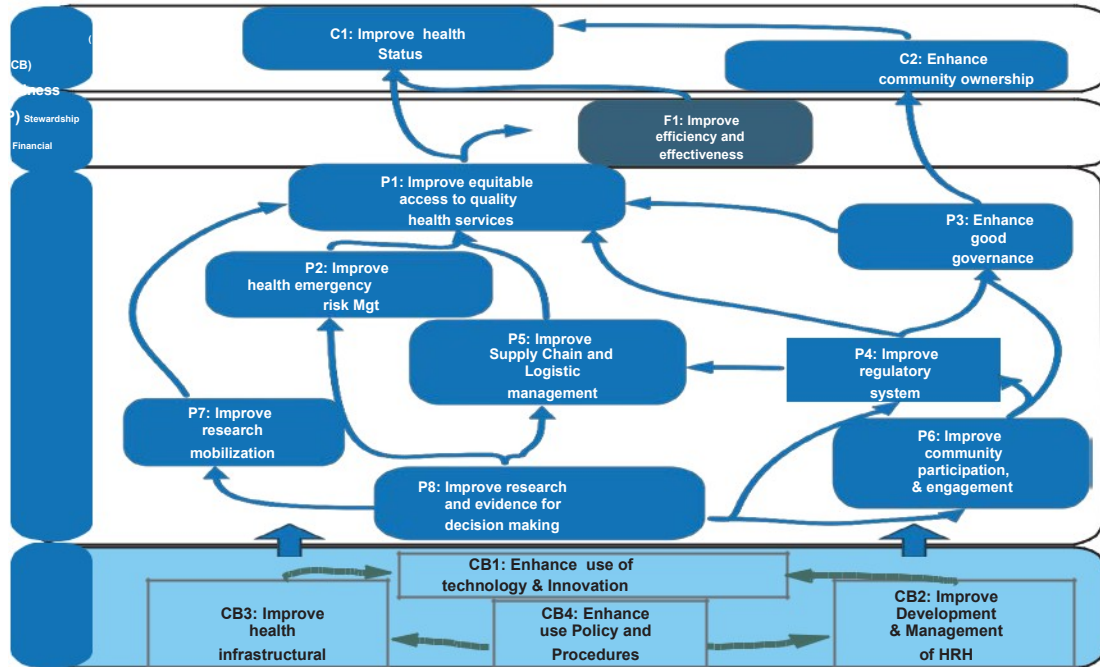 (
CB)
P) Stewardship
Financial
C1: Improve health
Status
C2: Enhance
community ownership
F1: Improve
efficiency and
effectiveness
P1: Improve equitable
access to quality
health services
P3: Enhance
good
governance
P2: Improve
health emergency
risk Mgt
P5: Improve
Supply Chain and
Logistic
management
P4: Improve
regulatory
system
P7: Improve
research
mobilization
P6: Improve
community
participation,
& engagement
P8: Improve research
and evidence for
decision making
CB1: Enhance use of
technology & Innovation
CB3: Improve
health
infrastructural
CB4: Enhance
use Policy and
Procedures
CB2: Improve
Development
& Management
of HRH